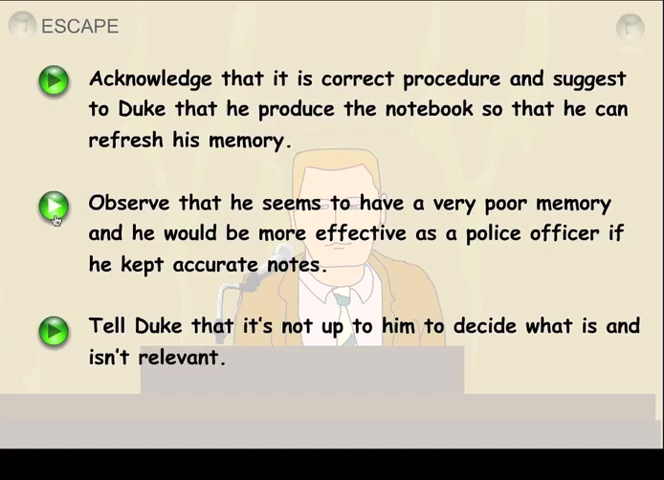 ESCAPE
Acknowledge that it is correct procedure and suggest
to Duke that he produce the notebook so that he can
refresh his memory.
Observe that he seems to have a very poor memory
and he would be more effective as a police officer if
he kept accurate notes.
Tell Duke that it's not up to him to decide what is and
isn't relevant.